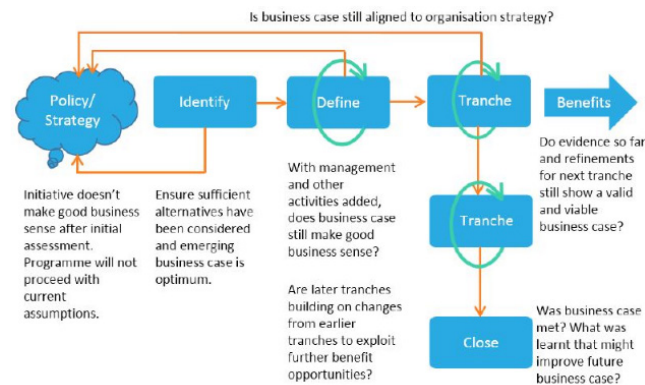 Is business case still aligned to organisation strategy?
Policy/
Strategy
Identify
Define
Tranche
Benefits
Initiative doesn't
make good business
sense after initial
assessment.
Programme will not
proceed with
current
assumptions.
Ensure sufficient
alternatives have
been considered
and emerging
business case is
optimum.
With management
and other
activities added,
does business case
still make good
business sense?
Are later tranches
building on changes
from earlier
tranches to exploit
further benefit
opportunities?
Tranche
Do evidence so far
and refinements
for next tranche
still show a valid
and viable
business case?
Close
Was business case
met? What was
learnt that might
improve future
business case?